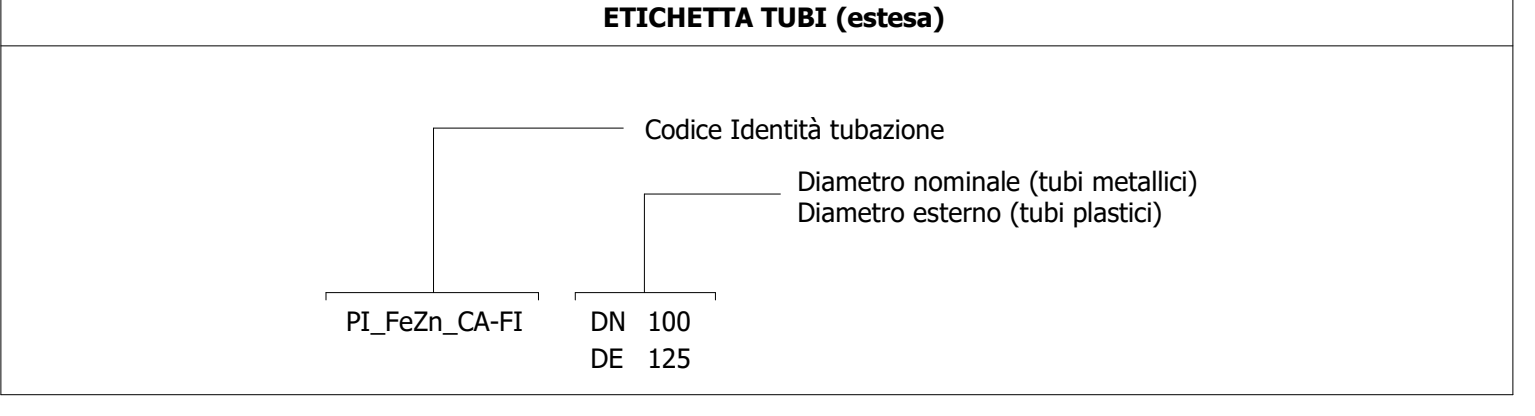 ETICHETTA TUBI (estesa)
Codice Identità tubazione
Diametro nominale (tubi metallici)
Diametro esterno (tubi plastici)
PI_FeZn_CA-FI DN 100
DE 125